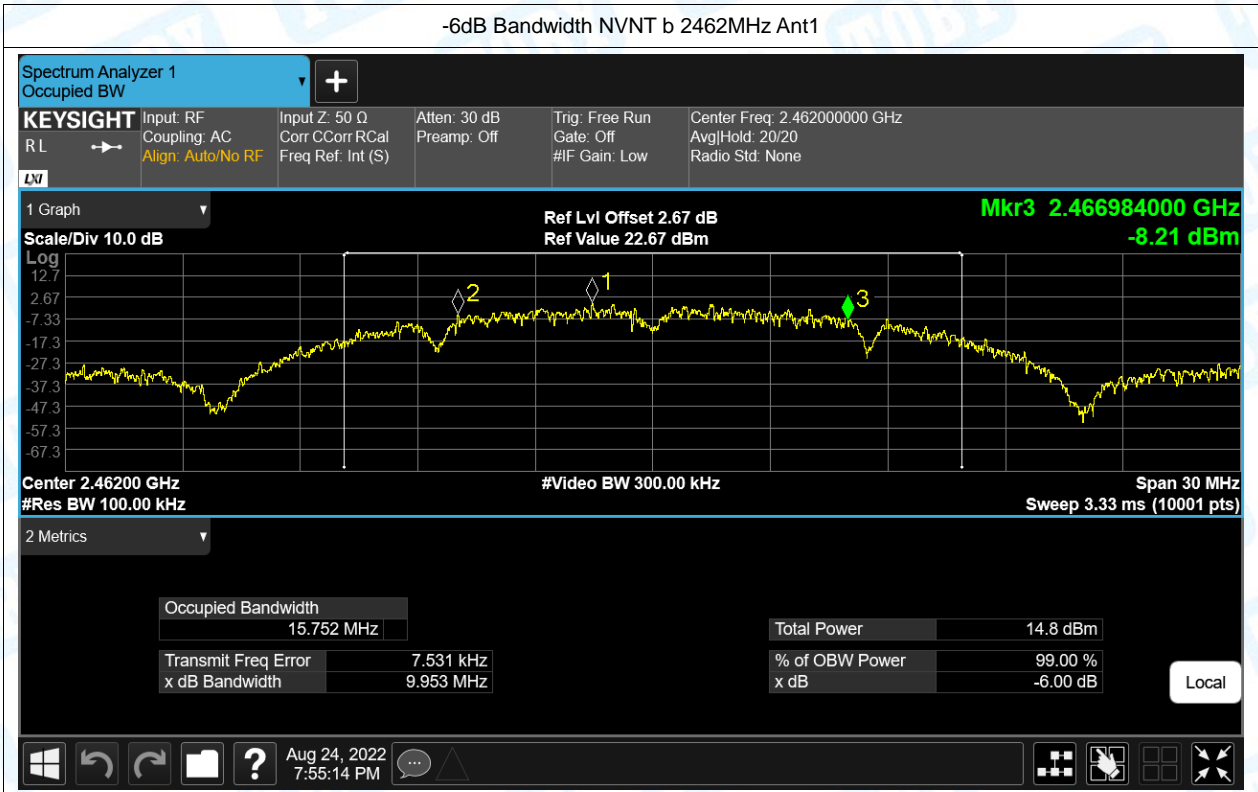 -6dB Bandwidth NVNT b 2462MHz Ant1
Spectrum Analyzer 1
Occupied BW
KEYSIGHT
R L
LXI
Input: RF
Coupling: AC
Align: Auto/No RF
Input Z: 50 Ω
Corr CCorr RCal
Freq Ref: Int (S)
Atten: 30 dB
Preamp: Off
Trig: Free Run
Gate: Off
#IF Gain: Low
Center Freq: 2.462000000 GHz
Avg|Hold: 20/20
Radio Std: None
1 Graph
Scale/Div 10.0 dB
Ref Lvl Offset 2.67 dB
Ref Value 22.67 dBm
Mkr3 2.466984000 GHz
-8.21 dBm
Log
12.7
2.67
-7.33
-17.3
-27.3
-37.3
-47.3
-57.3
-67.3
2
1
3
Center 2.46200 GHz
#Video BW 300.00 kHz
Span 30 MHz
#Res BW 100.00 kHz
Sweep 3.33 ms (10001 pts)
2 Metrics
Occupied Bandwidth
15.752 MHz
Total Power 14.8 dBm
Transmit Freq Error 7.531 kHz
% of OBW Power 99.00 %
x dB Bandwidth 9.953 MHz
x dB -6.00 dB
Local
?
Aug 24, 2022
7:55:14 PM